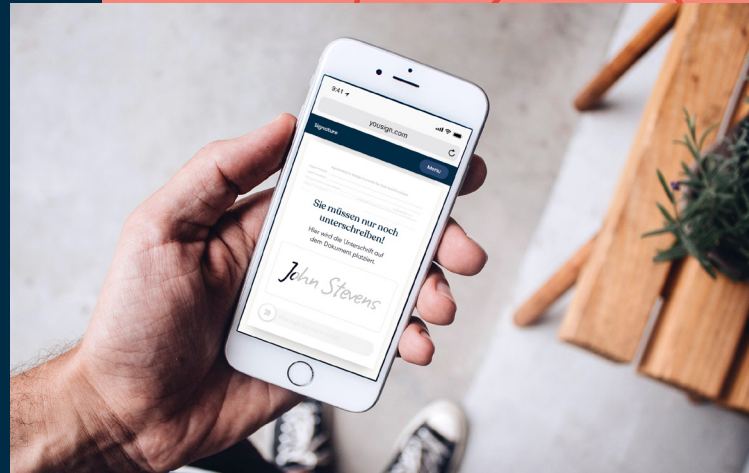 9:41
yousign.com
Signature
Menu
Sie müssen nur noch
unterschreiben!
Hier wird die Unterschrift auf
dem Dokument platziert.
John Stevens